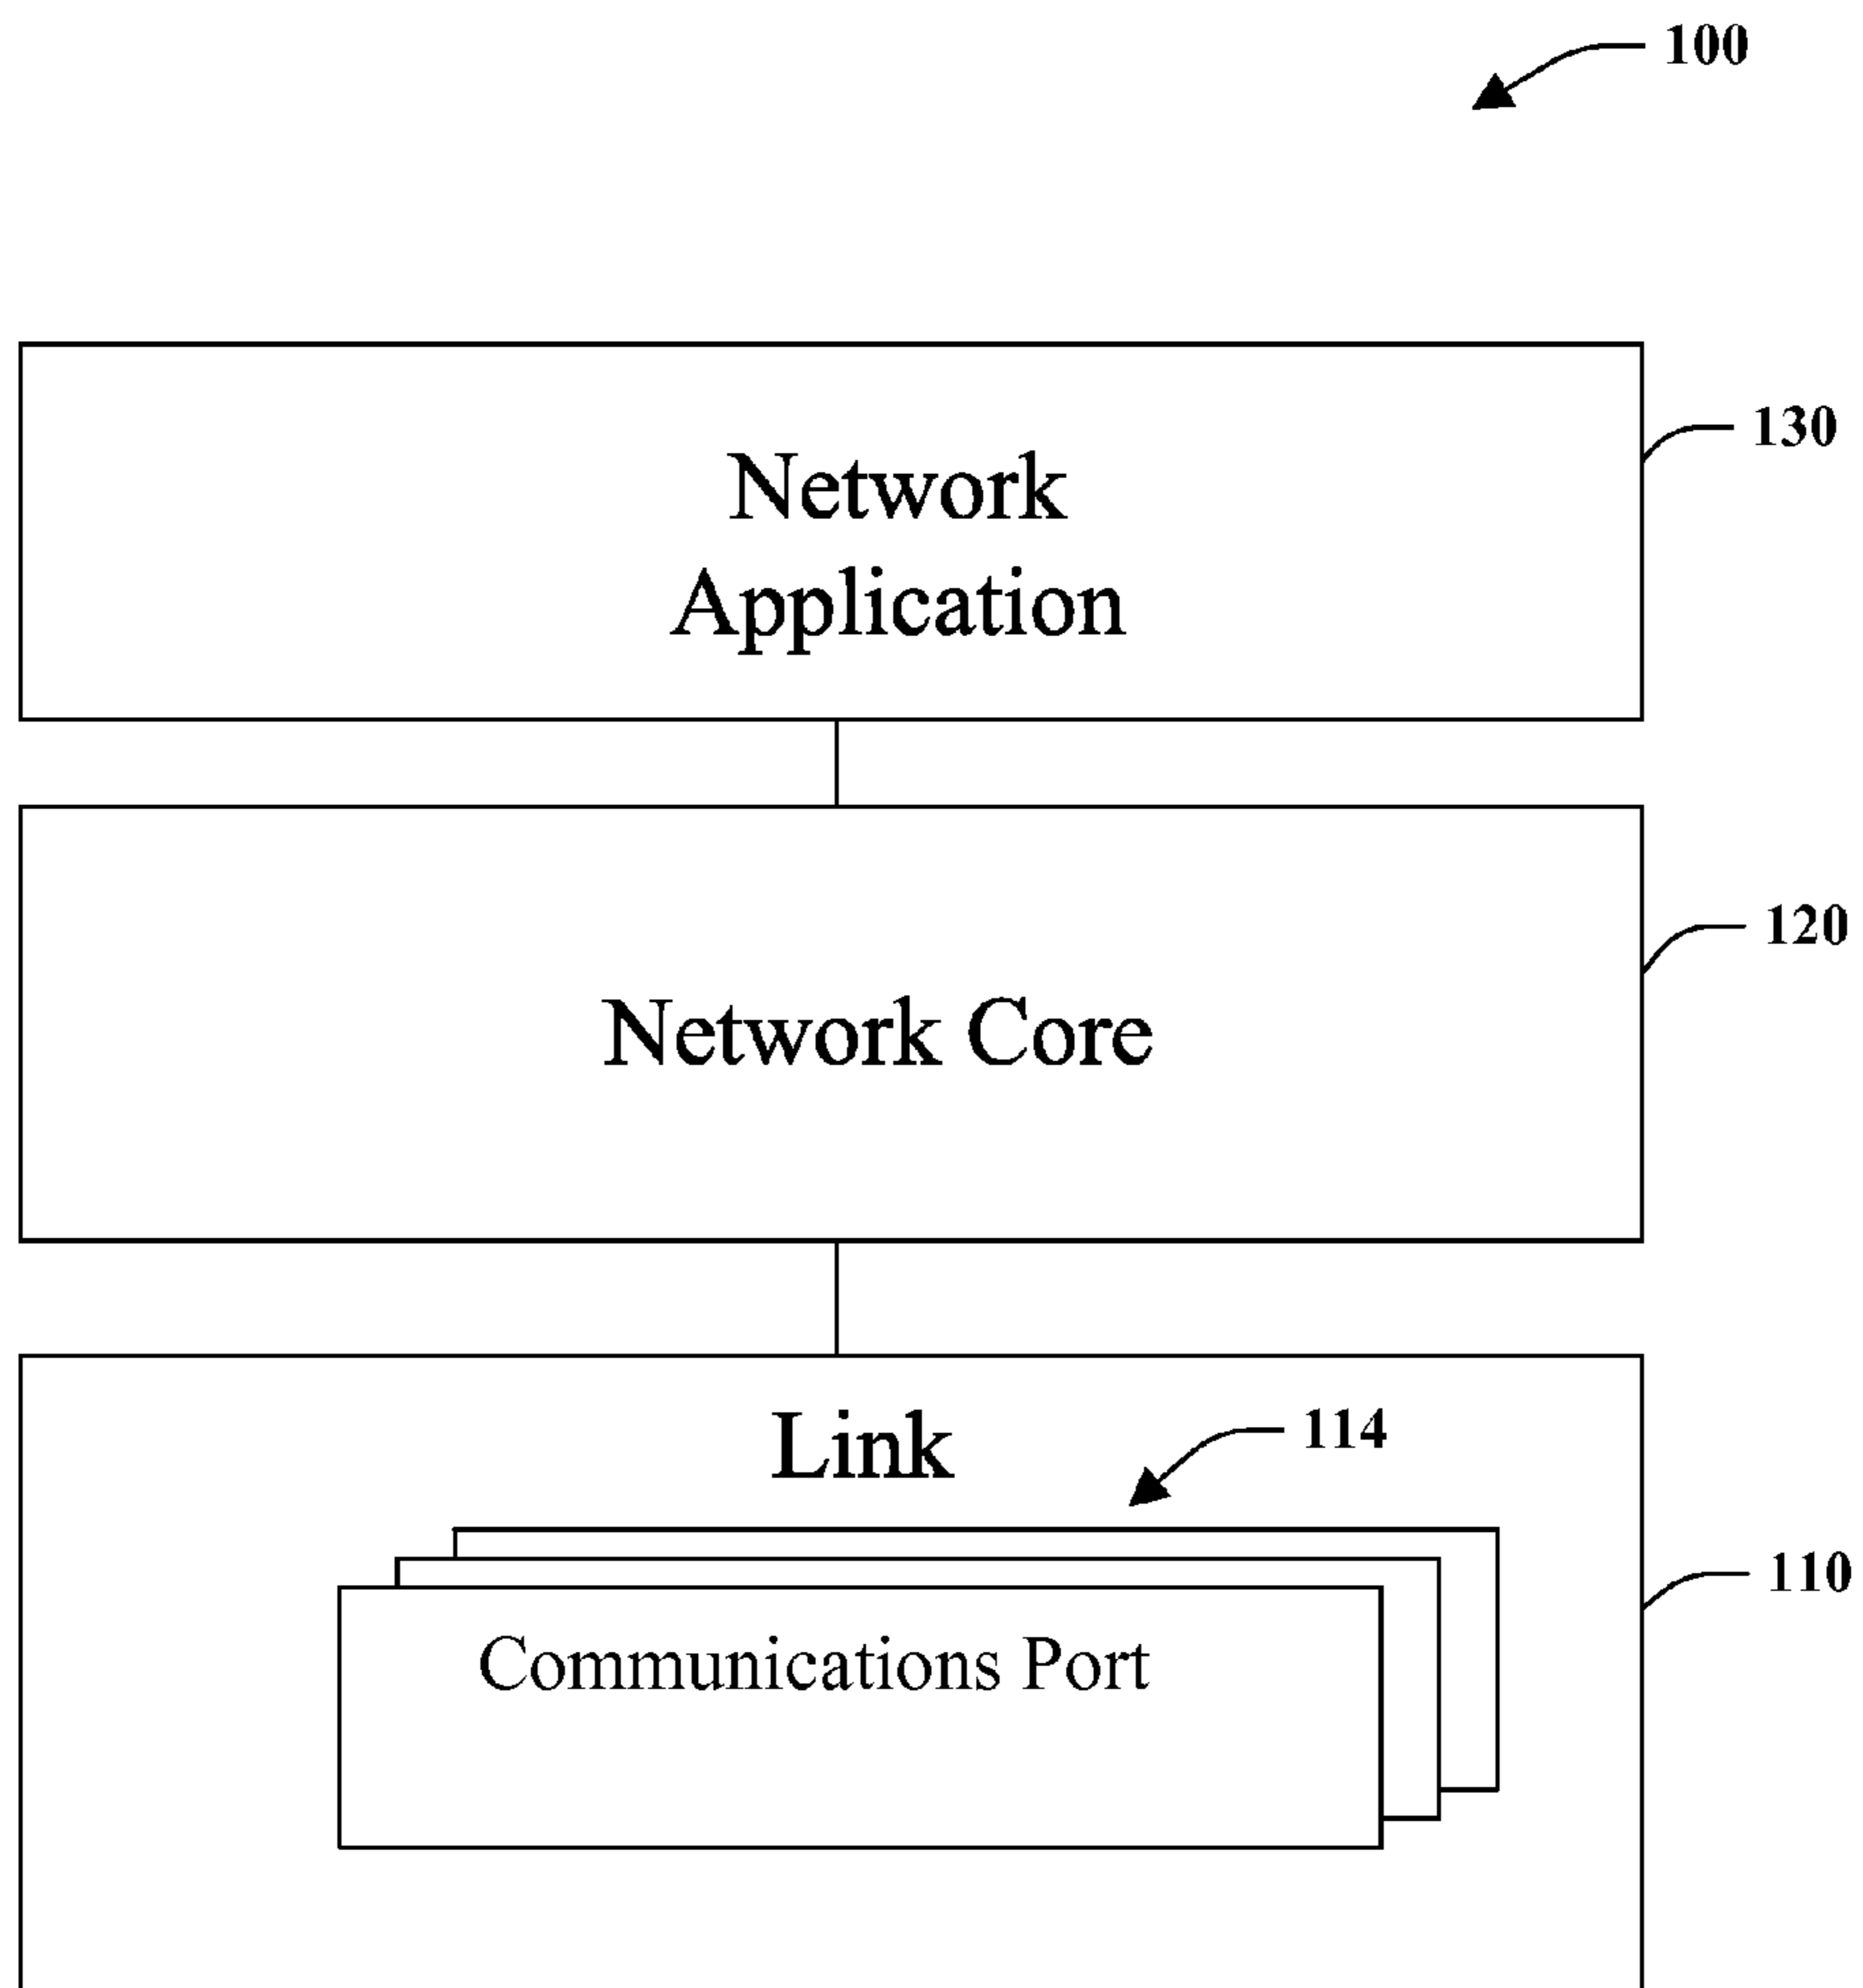 100
Network
Application
130
Network Core
120
Link
114
Communications Port
110